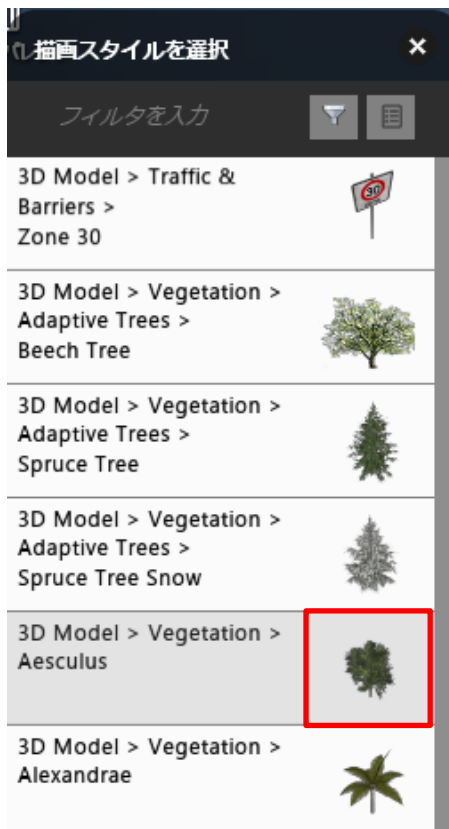 描画スタイルを選択
フィルタを入力
3D Model > Traffic &
Barriers >
Zone 30
30
3D Model > Vegetation >
Adaptive Trees >
Beech Tree
3D Model > Vegetation >
Adaptive Trees >
Spruce Tree
3D Model > Vegetation >
Adaptive Trees >
Spruce Tree Snow
3D Model > Vegetation >
Aesculus
3D Model > Vegetation >
Alexandrae